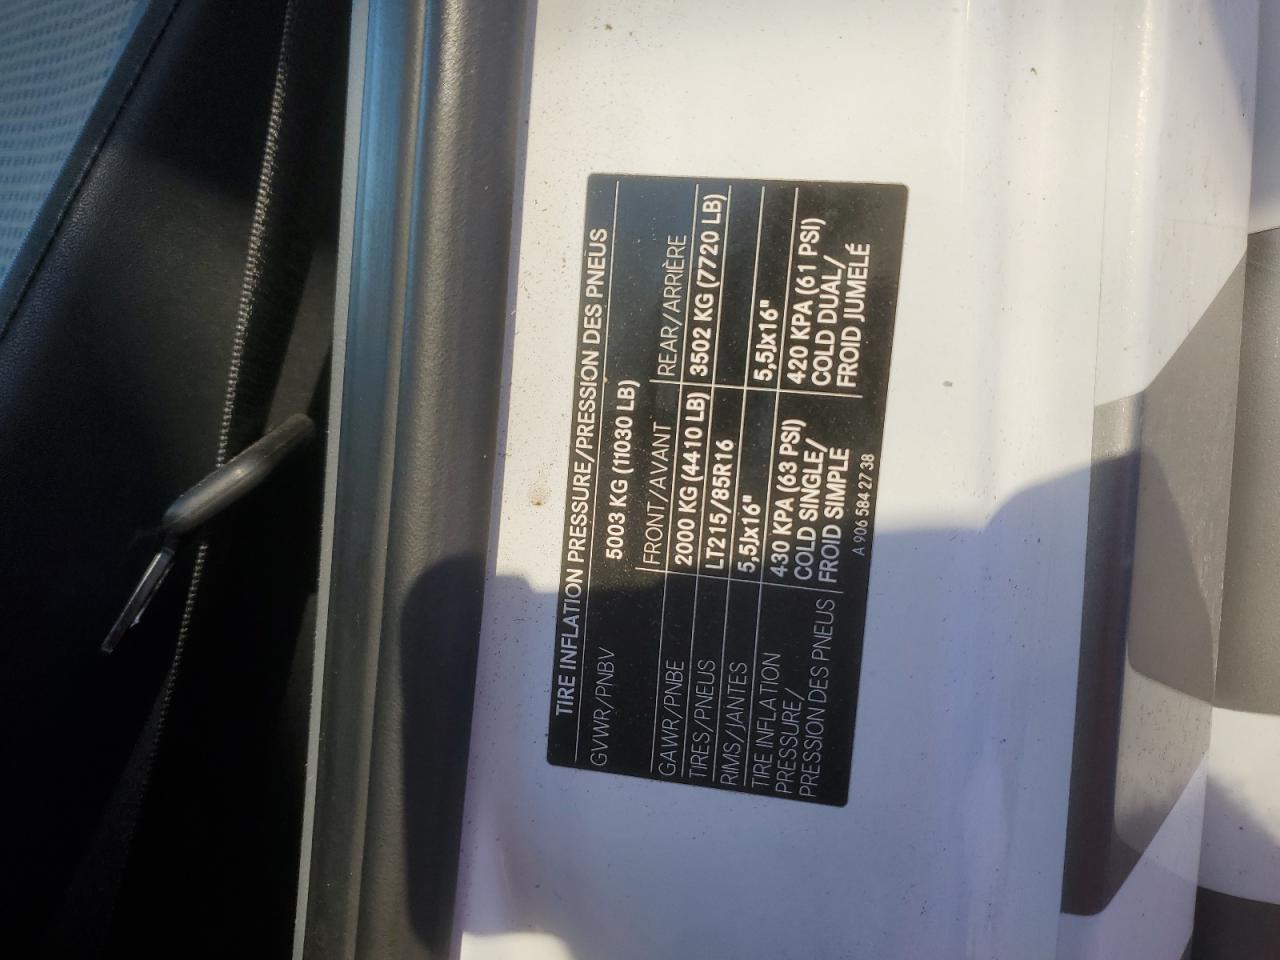 TIRE INFLATION PRESSURE/PRESSION DES PNEUS
GVWR/PNBV 5003 KG (11030 LB)
FRONT/AVANT REAR/ARRIÈRE
GAWR/PNBE 2000 KG (4410 LB) 3502 KG (7720 LB)
TIRES/PNEUS LT215/85R16
RIMS/JANTES 5,5Jx16" 5,5Jx16"
TIRE INFLATION 430 KPA (63 PSI) 420 KPA (61 PSI)
PRESSURE/ COLD SINGLE/ COLD DUAL/
PRESSION DES PNEUS FROID SIMPLE FROID JUMELÉ
A 906 584 27 38